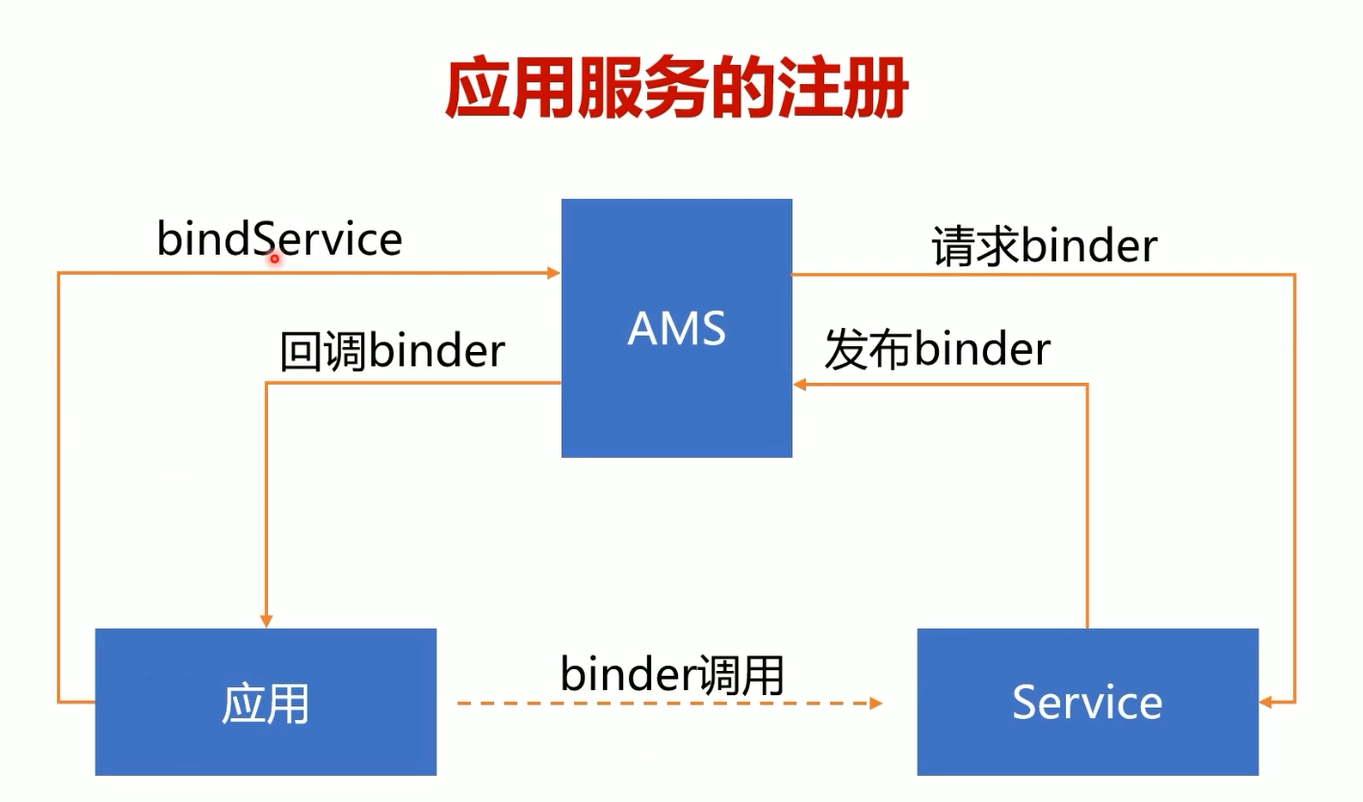 应用服务的注册
bindService
请求binder
AMS
回调binder
发布binder
binder调用
应用
Service